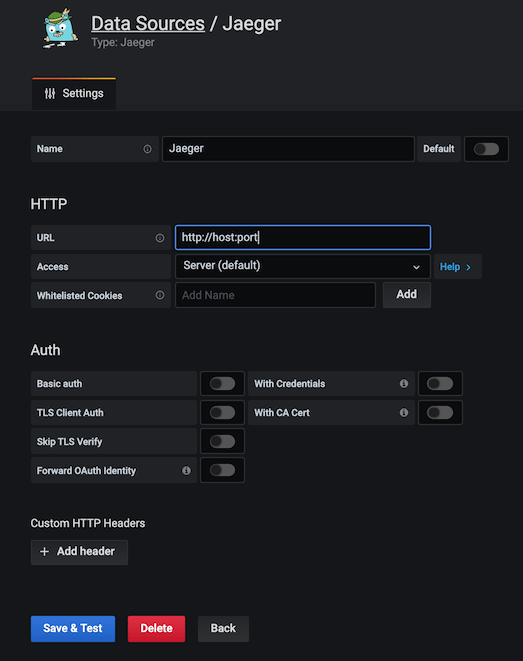 Data Sources / Jaeger
Type: Jaeger
Settings
Name
Jaeger
Default
HTTP
URL
http://host:port
Access
Server (default)
Help >
Whitelisted Cookies
Add Name
Add
Auth
Basic auth
With Credentials
TLS Client Auth
With CA Cert
Skip TLS Verify
Forward OAuth Identity
Custom HTTP Headers
+ Add header
Save & Test
Delete
Back